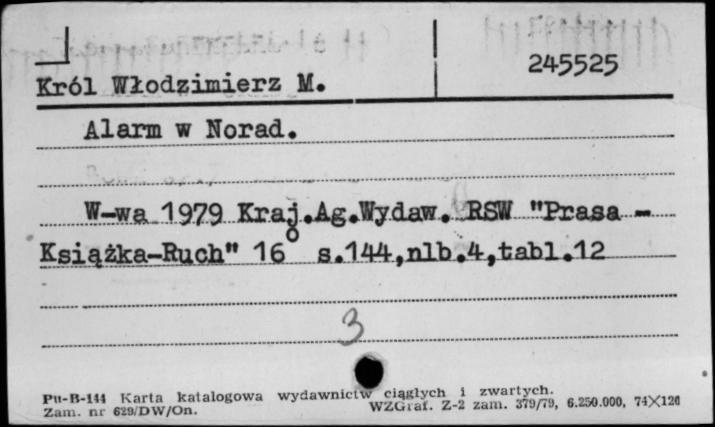 245525
Król Włodzimierz M.
Alarm w Norad.
W-wa 1979 Kraj.Ag.Wydaw. RSW "Prasa -
Książka-Ruch" 16° s.144,nlb.4,tabl.12
3
Pu-B-144 Karta katalogowa wydawnictw ciągłych i zwartych.
Zam. nr 629/DW/On. WZGraf. Z-2 zam. 379/79, 6.250.000, 74×126